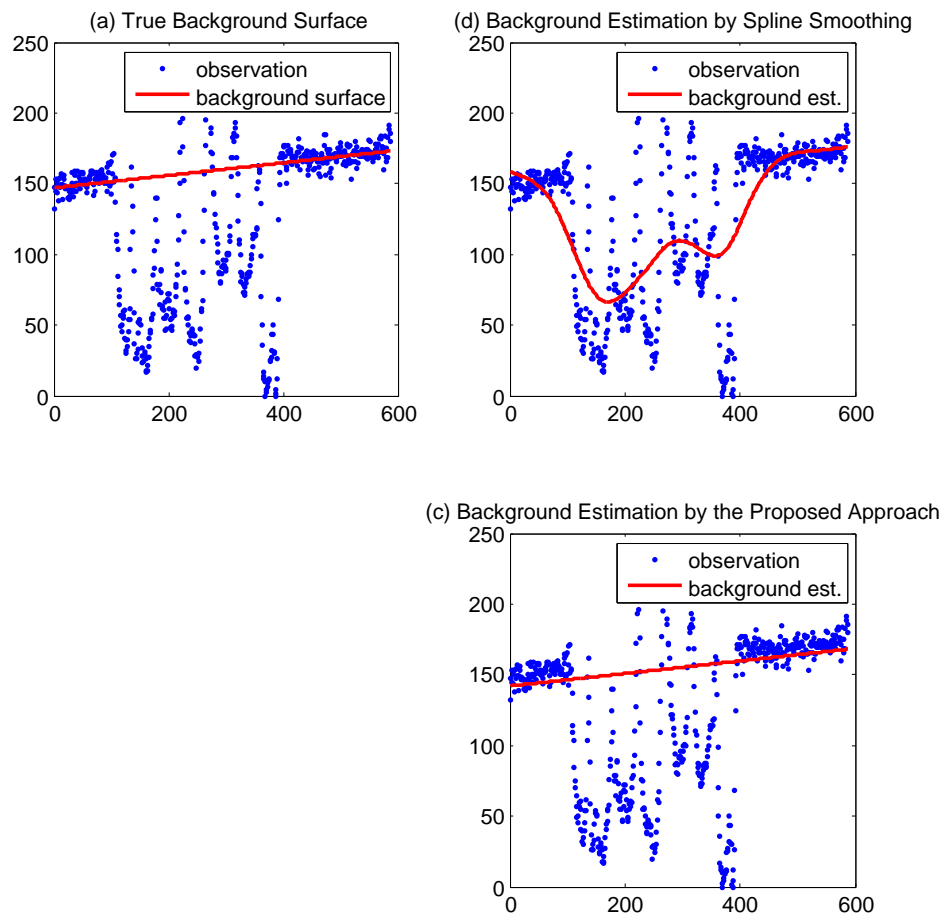 (a) True Background Surface
250
200
150
100
50
0
0 200 400 600
observation
background surface
(d) Background Estimation by Spline Smoothing
250
200
150
100
50
0
0 200 400 600
observation
background est.
(c) Background Estimation by the Proposed Approach
250
200
150
100
50
0
0 200 400 600
observation
background est.